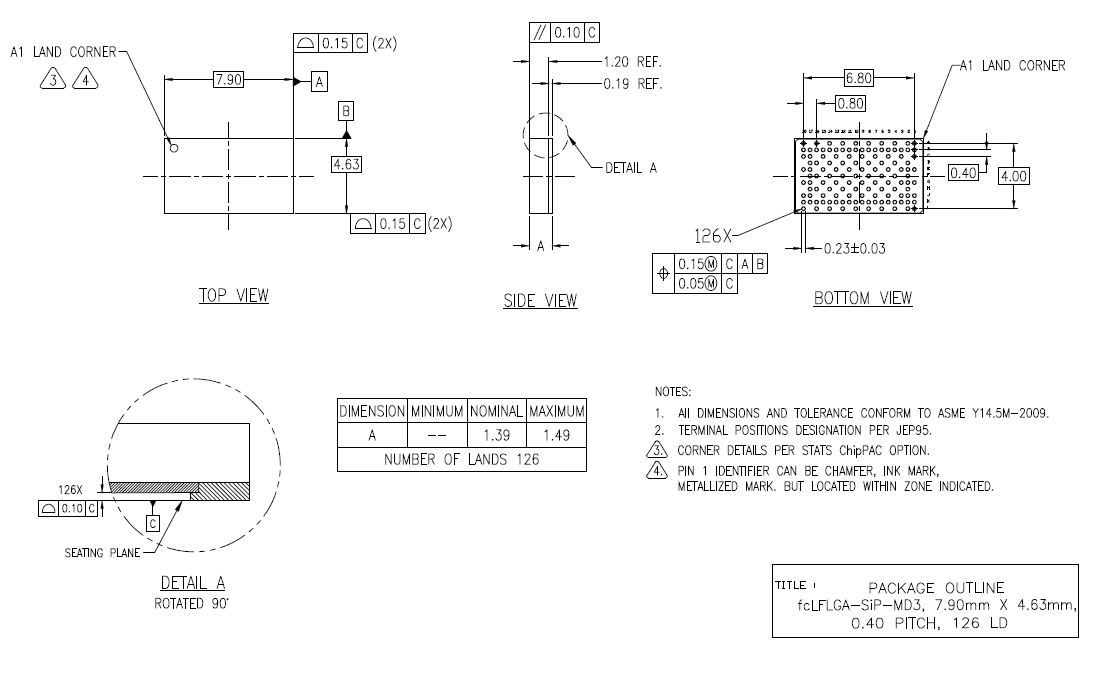 A1 LAND CORNER
3 4
0.15 C (2X)
7.90
A
B
4.63
0.15 C (2X)
TOP VIEW
// 0.10 C
1.20 REF.
0.19 REF.
DETAIL A
A
SIDE VIEW
6.80
A1 LAND CORNER
0.80
0.40
4.00
126X
0.23±0.03
0.15Ⓜ C A B
0.05Ⓜ C
BOTTOM VIEW
126X
0.10 C
C
SEATING PLANE
DETAIL A
ROTATED 90°
DIMENSION MINIMUM NOMINAL MAXIMUM
A -- 1.39 1.49
NUMBER OF LANDS 126
NOTES:
1. All DIMENSIONS AND TOLERANCE CONFORM TO ASME Y14.5M-2009.
2. TERMINAL POSITIONS DESIGNATION PER JEP95.
3. CORNER DETAILS PER STATS ChipPAC OPTION.
4. PIN 1 IDENTIFIER CAN BE CHAMFER, INK MARK,
METALLIZED MARK. BUT LOCATED WITHIN ZONE INDICATED.
TITLE :
PACKAGE OUTLINE
fcLFLGA-SiP-MD3, 7.90mm X 4.63mm,
0.40 PITCH, 126 LD